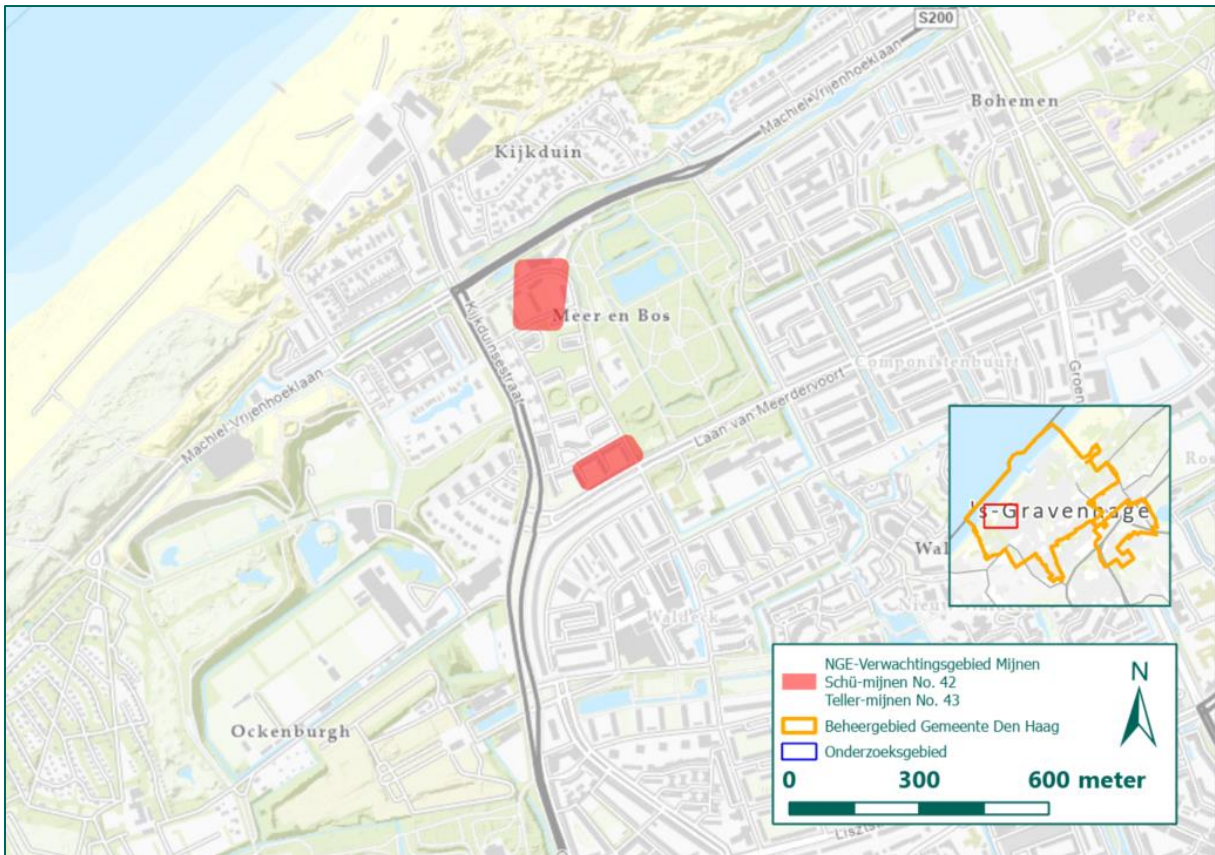 S200
Pex
Machiel Vrijenhoeklaan
Bohemen
Kijkduin
Meer en Bos
Kijkduinsestraat
Componistenbuurt
Groen
Laan van Meerdervoort
Machiel Vrijenhoeklaan
Ros
's-Gravenhage
Wal
Waldeck
Ockenburgh
NGE-Verwachtingsgebied Mijnen
Schü-mijnen No. 42
Teller-mijnen No. 43
Beheergebied Gemeente Den Haag
Onderzoeksgebied
N
0 300 600 meter